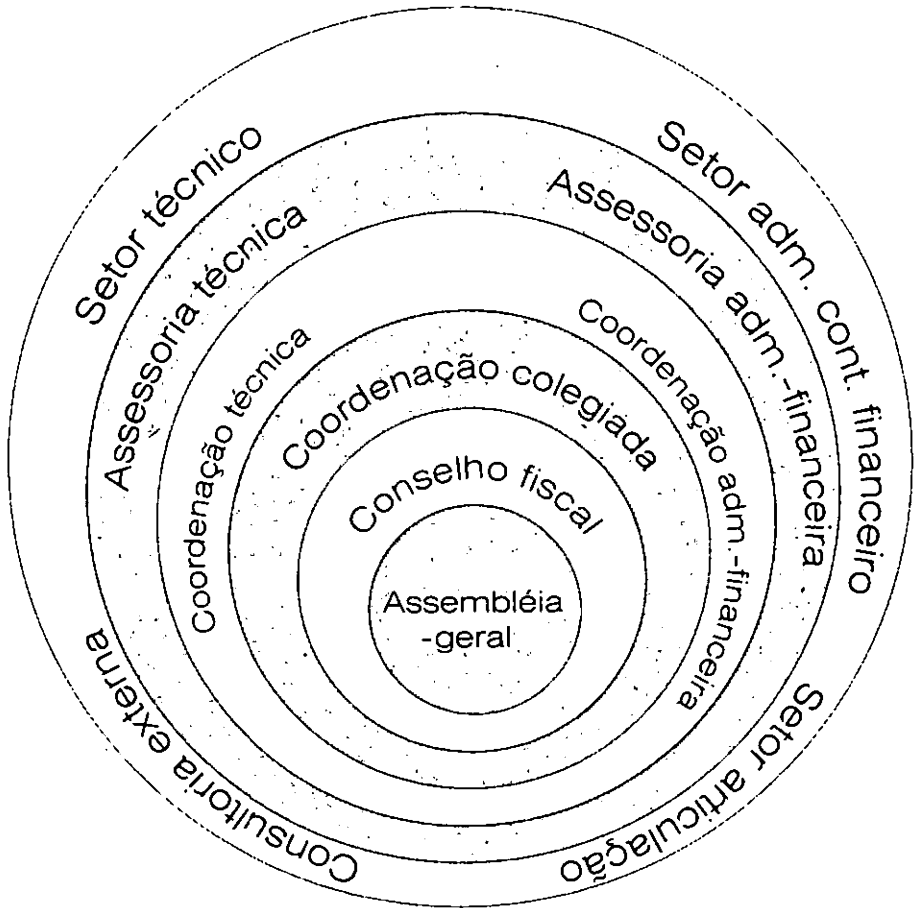 Setor técnico
Setor adm. cont. financeiro
Assessoria técnica
Assessoria adm.-financeira
Coordenação técnica
Coordenação adm.-financeira
Coordenação colegiada
Conselho fiscal
Assembléia
-geral
Consultoria externa
Setor articulação